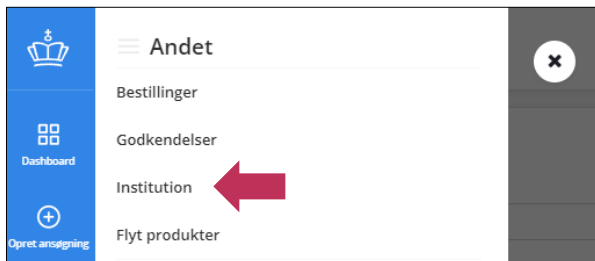 Andet
Bestillinger
Godkendelser
Dashboard
Institution
Flyt produkter
Opret ansøgning